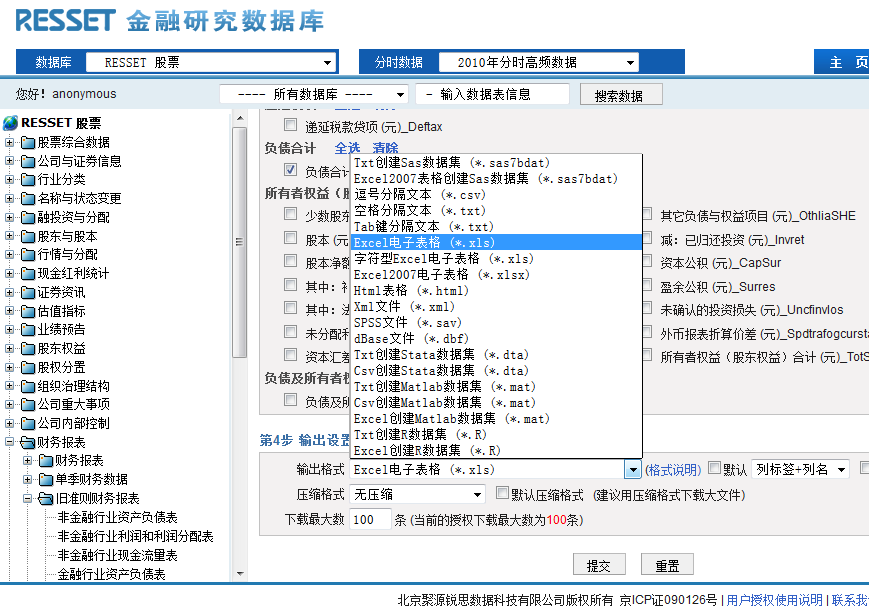 RESSET 金融研究数据库
数据库 RESSET 股票 分时数据 2010年分时高频数据 主 页
您好！anonymous ---- 所有数据库 ---- - 输入数据表信息 搜索数据
RESSET 股票
股票综合数据
公司与证券信息
行业分类
名称与状态变更
融投资与分配
股东与股本
行情与分配
现金红利统计
证券资讯
估值指标
业绩预告
股东权益
股权分置
组织治理结构
公司重大事项
公司内部控制
财务报表
财务报表
单季财务数据
旧准则财务报表
非金融行业资产负债表
非金融行业利润和利润分配表
非金融行业现金流量表
金融行业资产负债表
递延税款贷项 (元)_Deftax
负债合计 全选 清除
负债合计
所有者权益（股
少数股东
股本 (元
股本净额
其中：衤
其中：法
未分配利
资本汇差
负债及所有者权
负债及所
其它负债与权益项目 (元)_OthliaSHE
减：已归还投资 (元)_Invret
资本公积 (元)_CapSur
盈余公积 (元)_Surres
未确认的投资损失 (元)_Uncfinvlos
外币报表折算价差 (元)_Spdtrafogcurst
所有者权益（股东权益）合计 (元)_TotS
Txt创建Sas数据集 (*.sas7bdat)
Excel2007表格创建Sas数据集 (*.sas7bdat)
逗号分隔文本 (*.csv)
空格分隔文本 (*.txt)
Tab键分隔文本 (*.txt)
Excel电子表格 (*.xls)
字符型Excel电子表格 (*.xls)
Excel2007电子表格 (*.xlsx)
Html表格 (*.html)
Xml文件 (*.xml)
SPSS文件 (*.sav)
dBase文件 (*.dbf)
Txt创建Stata数据集 (*.dta)
Csv创建Stata数据集 (*.dta)
Txt创建Matlab数据集 (*.mat)
Csv创建Matlab数据集 (*.mat)
Excel创建Matlab数据集 (*.mat)
Txt创建R数据集 (*.R)
Excel创建R数据集 (*.R)
第4步 输出设置
输出格式 Excel电子表格 (*.xls) (格式说明) 默认 列标签+列名
压缩格式 无压缩 默认压缩格式 (建议用压缩格式下载大文件)
下载最大数 100 条 (当前的授权下载最大数为100条)
提交 重置
北京聚源锐思数据科技有限公司版权所有 京ICP证090126号 | 用户授权使用说明 | 联系我